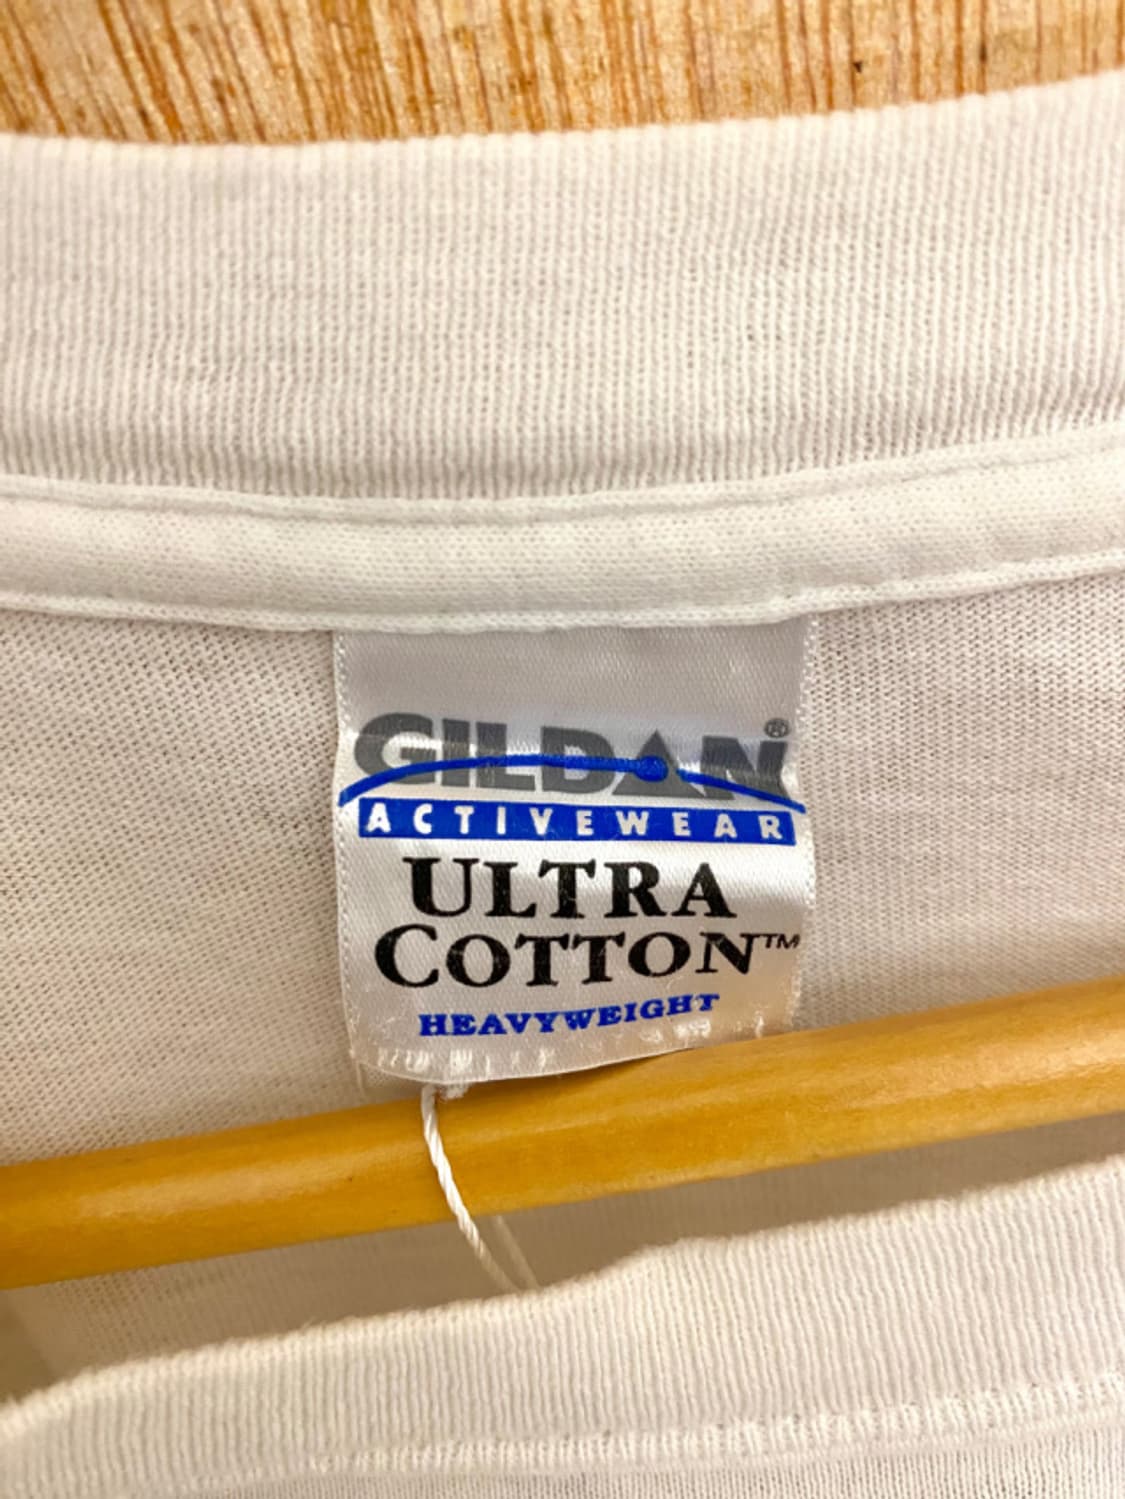 GILDAN®
ACTIVEWEAR
ULTRA
COTTON™
HEAVYWEIGHT